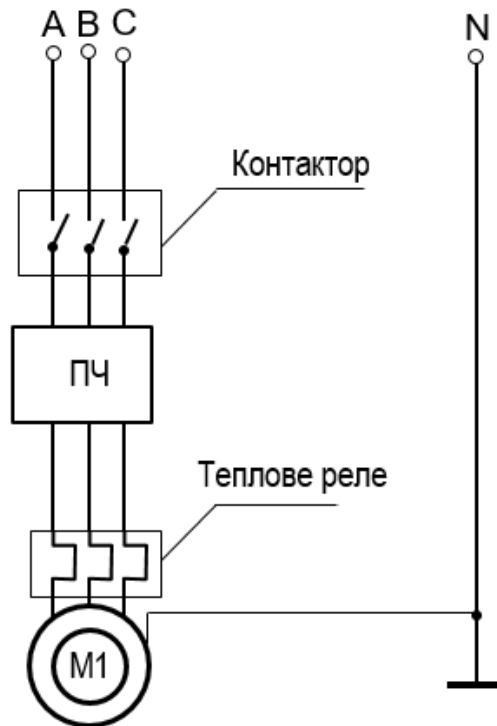 A B C
N
Контактор
ПЧ
Теплове реле
M1